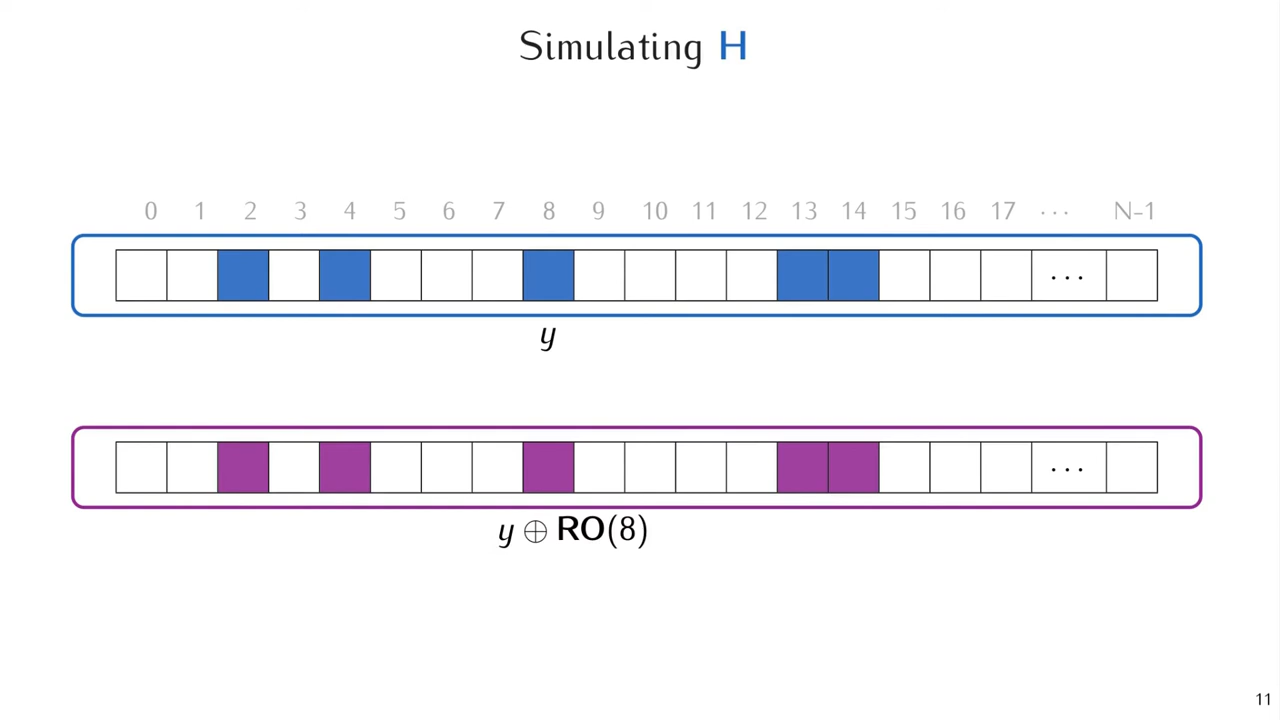 Simulating H
0 1 2 3 4 5 6 7 8 9 10 11 12 13 14 15 16 17 ··· N-1
···
y
···
y ⊕ RO(8)
11